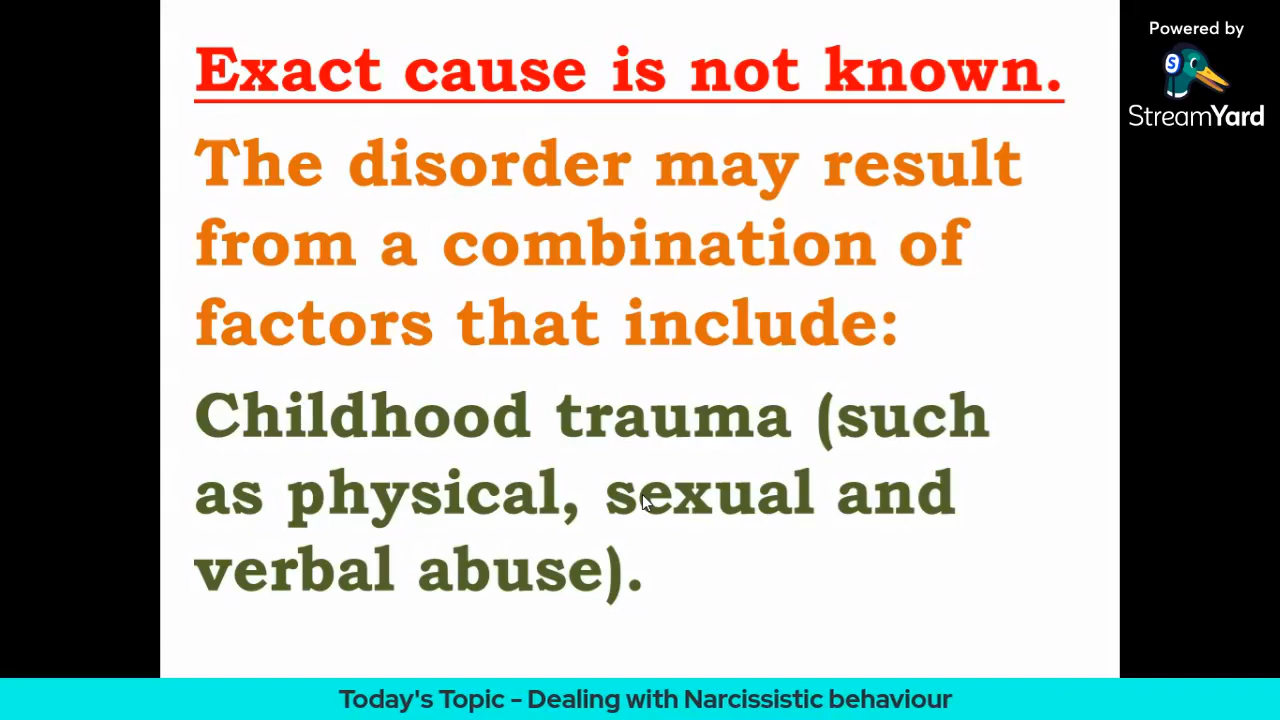 Exact cause is not known.
The disorder may result
from a combination of
factors that include:
Childhood trauma (such
as physical, sexual and
verbal abuse).
Powered by
S
StreamYard
Today's Topic - Dealing with Narcissistic behaviour